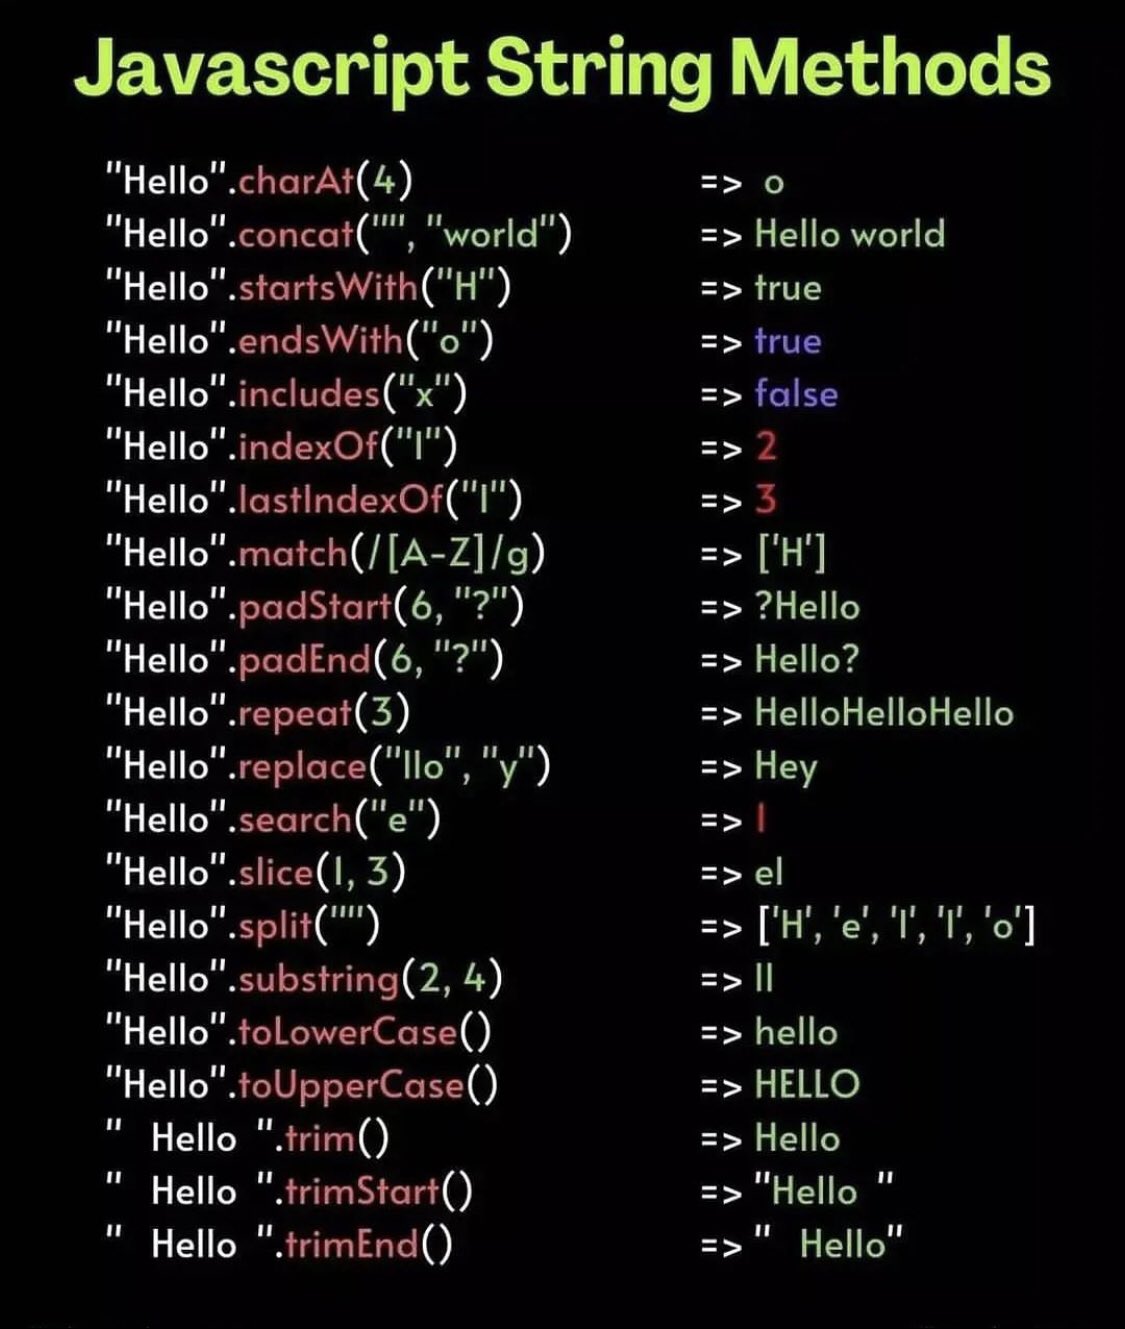 Javascript String Methods
"Hello".charAt(4) => o
"Hello".concat("", "world") => Hello world
"Hello".startsWith("H") => true
"Hello".endsWith("o") => true
"Hello".includes("x") => false
"Hello".indexOf("l") => 2
"Hello".lastIndexOf("l") => 3
"Hello".match(/[A-Z]/g) => ['H']
"Hello".padStart(6, "?") => ?Hello
"Hello".padEnd(6, "?") => Hello?
"Hello".repeat(3) => HelloHelloHello
"Hello".replace("llo", "y") => Hey
"Hello".search("e") => 1
"Hello".slice(1, 3) => el
"Hello".split("") => ['H', 'e', 'l', 'l', 'o']
"Hello".substring(2, 4) => ll
"Hello".toLowerCase() => hello
"Hello".toUpperCase() => HELLO
"  Hello ".trim() => Hello
"  Hello ".trimStart() => "Hello "
"  Hello ".trimEnd() => "  Hello"